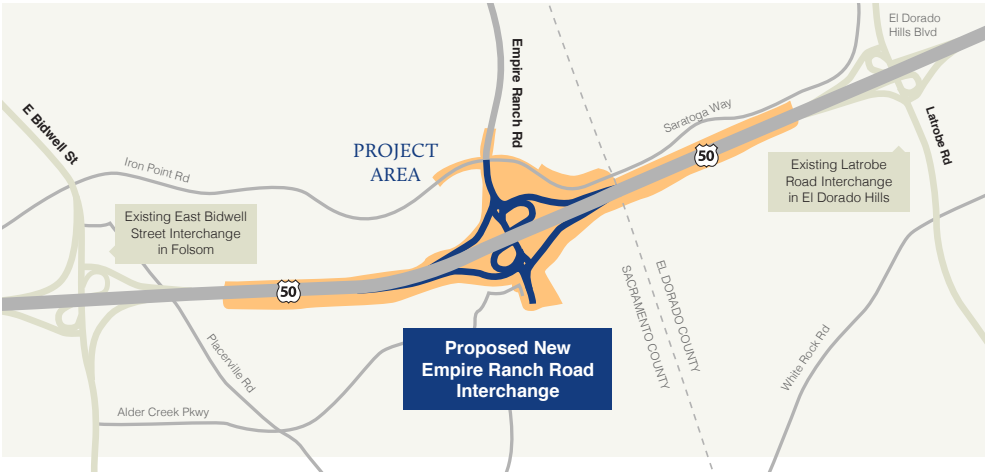 El Dorado
Hills Blvd
E Bidwell St
Empire Ranch Rd
Saratoga Way
Latrobe Rd
PROJECT
AREA
50
Iron Point Rd
Existing Latrobe
Road Interchange
in El Dorado Hills
Existing East Bidwell
Street Interchange
in Folsom
50
EL DORADO COUNTY
SACRAMENTO COUNTY
Placerville Rd
White Rock Rd
Proposed New
Empire Ranch Road
Interchange
Alder Creek Pkwy